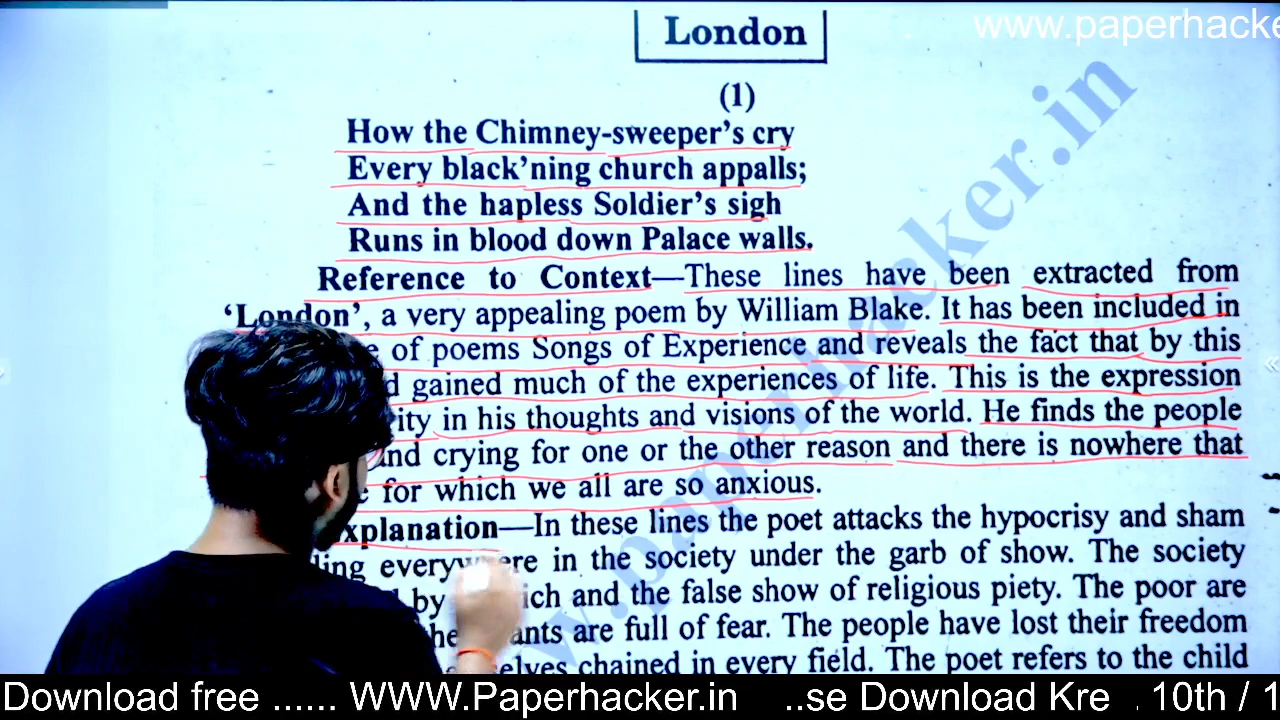 www.paperhacke
London
(1)
How the Chimney-sweeper's cry
Every black'ning church appalls;
And the hapless Soldier's sigh
Runs in blood down Palace walls.
Reference to Context—These lines have been extracted from
'London', a very appealing poem by William Blake. It has been included in
of poems Songs of Experience and reveals the fact that by this
gained much of the experiences of life. This is the expression
in his thoughts and visions of the world. He finds the people
and crying for one or the other reason and there is nowhere that
for which we all are so anxious.
xplanation—In these lines the poet attacks the hypocrisy and sham
ling everywhere in the society under the garb of show. The society
by ich and the false show of religious piety. The poor are
he ants are full of fear. The people have lost their freedom
selves chained in every field. The poet refers to the child
w.paperhacker.in
Download free ...... WWW.Paperhacker.in ..se Download Kre . 10th / 1